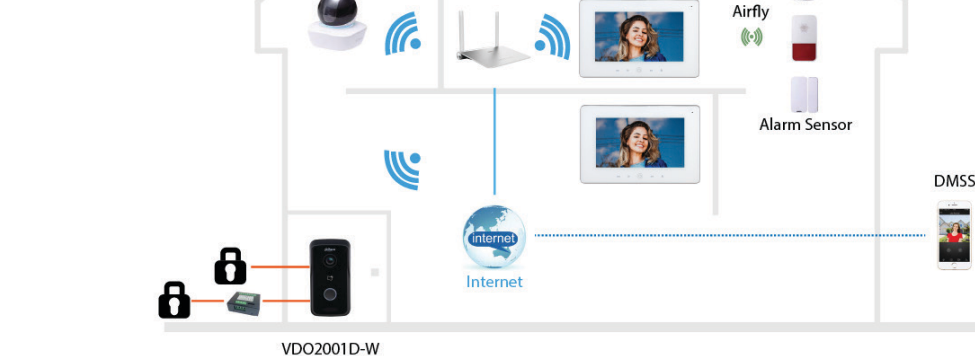 Airfly
Alarm Sensor
DMSS
internet
Internet
VDO2001D-W